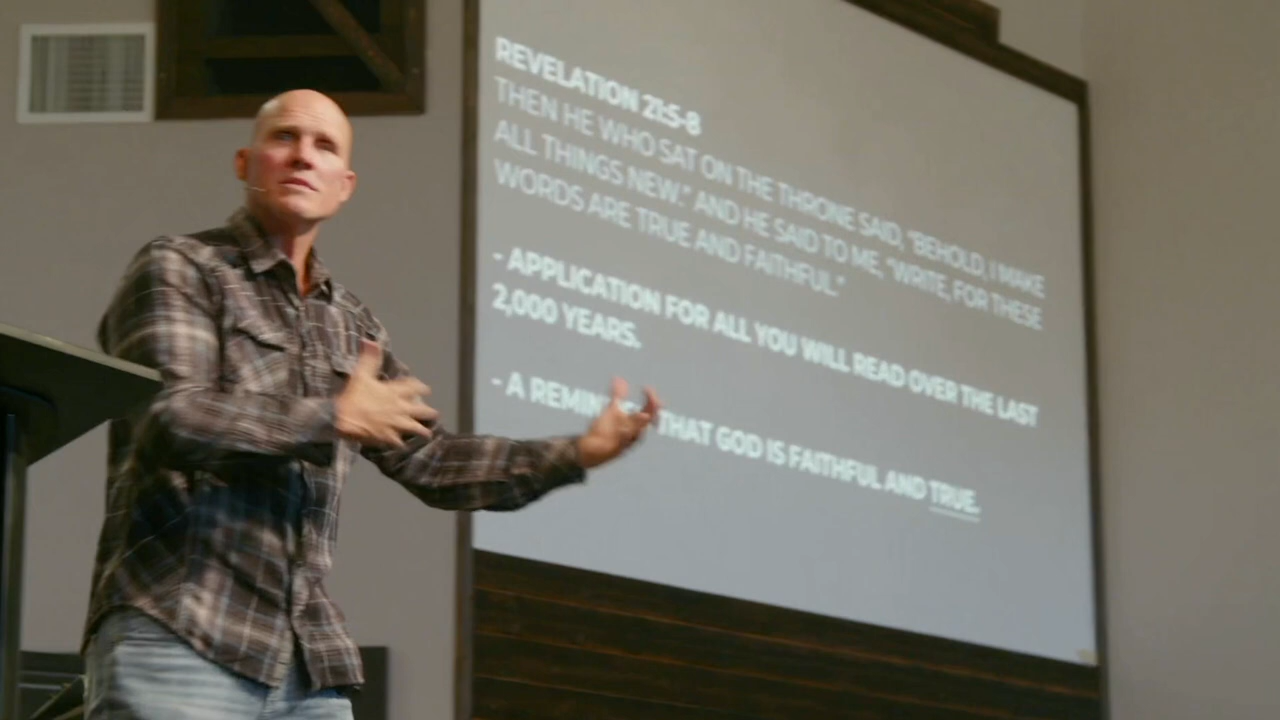 REVELATION 21:5-8
THEN HE WHO SAT ON THE THRONE SAID, "BEHOLD, I MAKE
ALL THINGS NEW." AND HE SAID TO ME, "WRITE, FOR THESE
WORDS ARE TRUE AND FAITHFUL."
- APPLICATION FOR ALL YOU WILL READ OVER THE LAST
2,000 YEARS.
- A THAT GOD IS FAITHFUL AND TRUE.